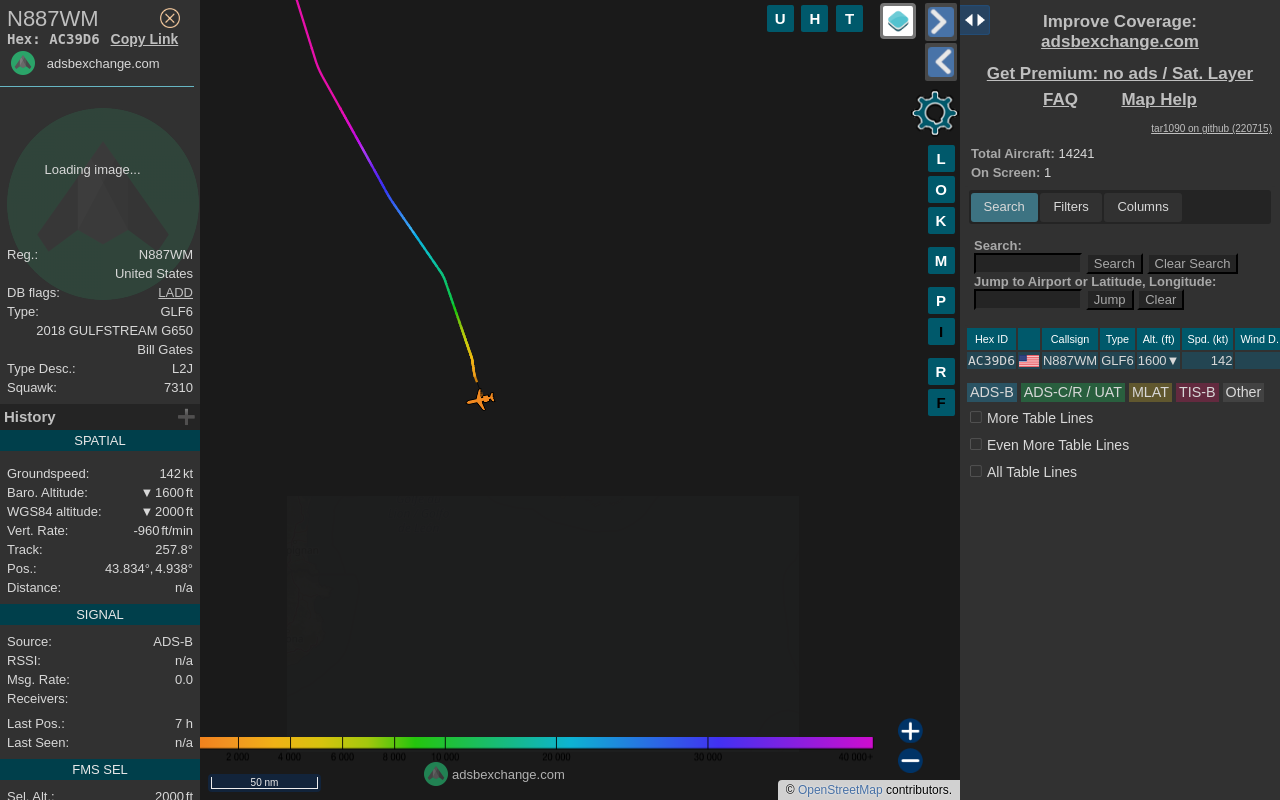 N887WM
Hex: AC39D6 Copy Link
adsbexchange.com
Loading image...
Reg.: N887WM
United States
DB flags: LADD
Type: GLF6
2018 GULFSTREAM G650
Bill Gates
Type Desc.: L2J
Squawk: 7310
History
SPATIAL
Groundspeed: 142 kt
Baro. Altitude: ▼ 1600 ft
WGS84 altitude: ▼ 2000 ft
Vert. Rate: -960 ft/min
Track: 257.8°
Pos.: 43.834°, 4.938°
Distance: n/a
SIGNAL
Source: ADS-B
RSSI: n/a
Msg. Rate: 0.0
Receivers:
Last Pos.: 7 h
Last Seen: n/a
FMS SEL
Sel. Alt.: 2000 ft
U H T
L
O
K
M
P
I
R
F
2 000 4 000 6 000 8 000 10 000 20 000 30 000 40 000+
adsbexchange.com
50 nm
© OpenStreetMap contributors.
Improve Coverage:
adsbexchange.com
Get Premium: no ads / Sat. Layer
FAQ Map Help
tar1090 on github (220715)
Total Aircraft: 14241
On Screen: 1
Search Filters Columns
Search:
Search Clear Search
Jump to Airport or Latitude, Longitude:
Jump Clear
Hex ID Callsign Type Alt. (ft) Spd. (kt) Wind D.
AC39D6 N887WM GLF6 1600▼ 142
ADS-B ADS-C/R / UAT MLAT TIS-B Other
More Table Lines
Even More Table Lines
All Table Lines